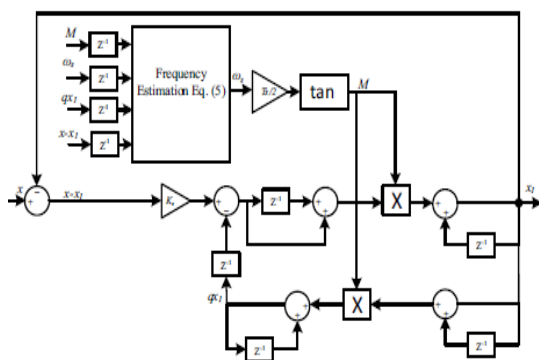 M
Z⁻¹
ωs
Z⁻¹
qx1
Z⁻¹
x-x1
Z⁻¹
Frequency
Estimation Eq. (5)
ωs
Ts/2
tan
M
x
+
−
x-x1
Ks
+
−
Z⁻¹
+
+
X
+
+
x1
Z⁻¹
Z⁻¹
qx1
+
+
X
+
+
Z⁻¹
Z⁻¹